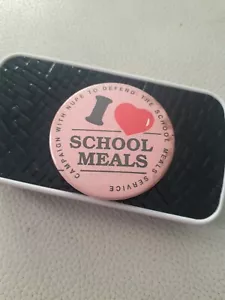 I
SCHOOL
MEALS
CAMPAIGN WITH NUPE TO DEFEND THE SCHOOL MEALS SERVICE